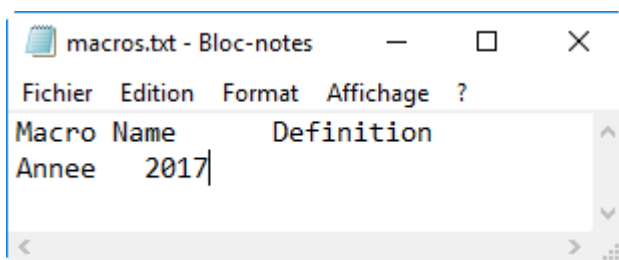 macros.txt - Bloc-notes
Fichier Edition Format Affichage ?
Macro Name Definition
Annee 2017